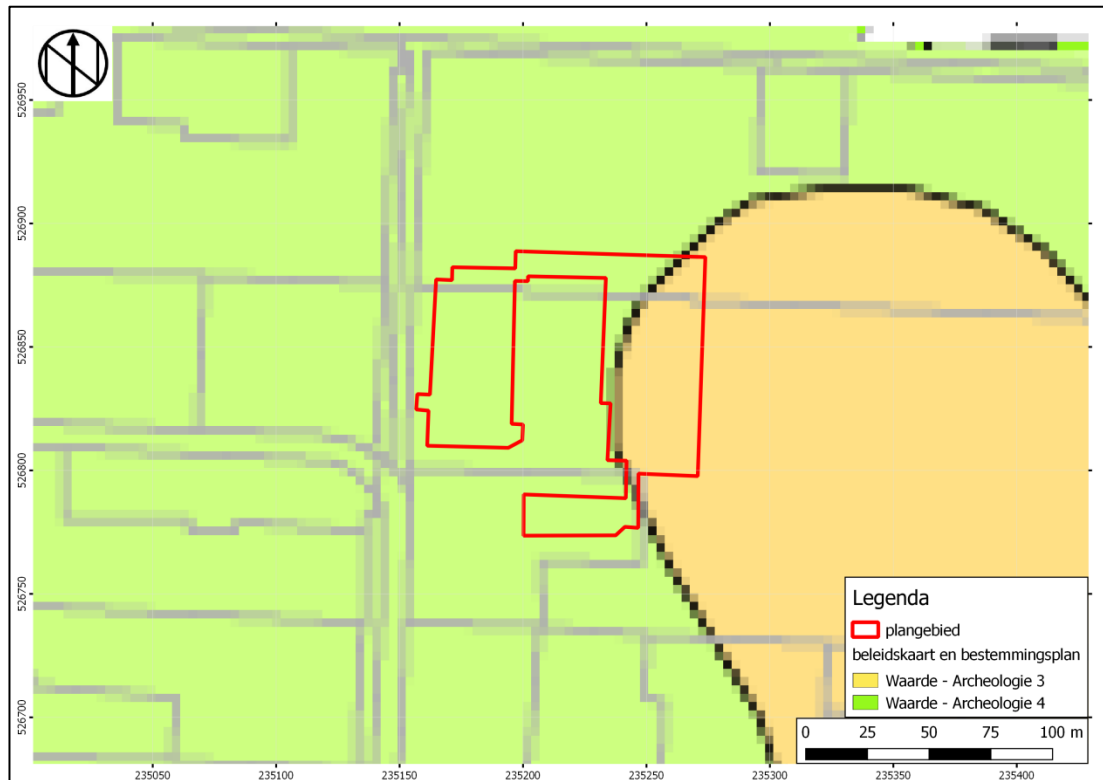 526950
526900
526850
526800
526750
526700
Legenda
plangebied
beleidskaart en bestemmingsplan
Waarde - Archeologie 3
Waarde - Archeologie 4
0 25 50 75 100 m
235050 235100 235150 235200 235250 235300 235350 235400